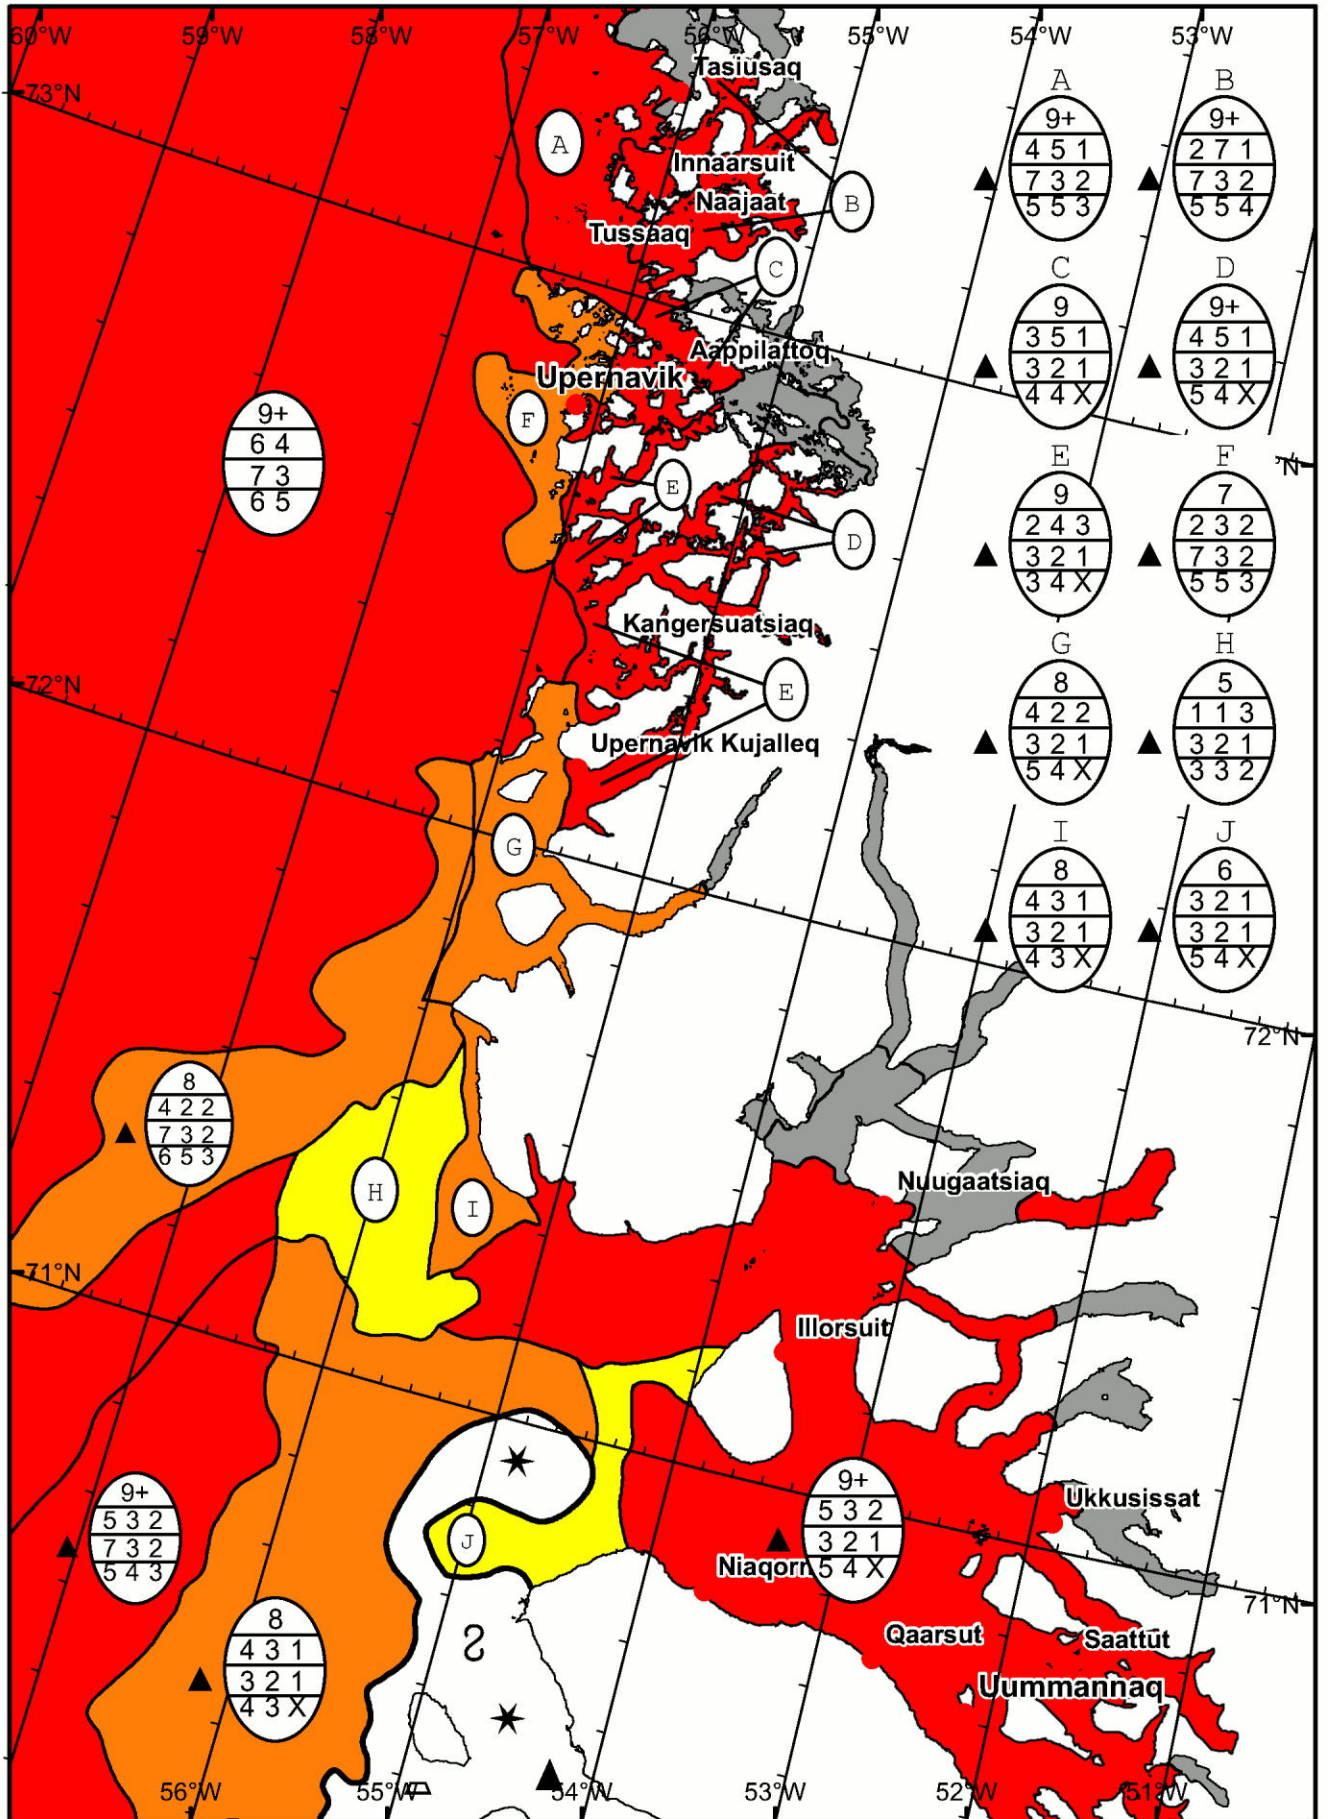 60°W 59°W 58°W 57°W 56°W 55°W 54°W 53°W
73°N
Tasiusaq
A
Innaarsuit
Naajaat
B
Tussaaq
C
Aappilattoq
Upernavik
F
E
D
9+
6 4
7 3
6 5
Kangersuatsiaq
E
72°N
Upernavik Kujalleq
G
A
9+
4 5 1
7 3 2
5 5 3
B
9+
2 7 1
7 3 2
5 5 4
C
9
3 5 1
3 2 1
4 4 X
D
9+
4 5 1
3 2 1
5 4 X
E
9
2 4 3
3 2 1
3 4 X
F
7
2 3 2
7 3 2
5 5 3
°N
G
8
4 2 2
3 2 1
5 4 X
H
5
1 1 3
3 2 1
3 3 2
I
8
4 3 1
3 2 1
4 3 X
J
6
3 2 1
3 2 1
5 4 X
72°N
8
4 2 2
7 3 2
6 5 3
H
I
Nuugaatsiaq
71°N
Illorsuit
9+
5 3 2
7 3 2
5 4 3
J
9+
5 3 2
3 2 1
5 4 X
Ukkusissat
Niaqorn
71°N
8
4 3 1
3 2 1
4 3 X
Qaarsut
Saattut
Uummannaq
56°W 55°W 54°W 53°W 52°W 51°W